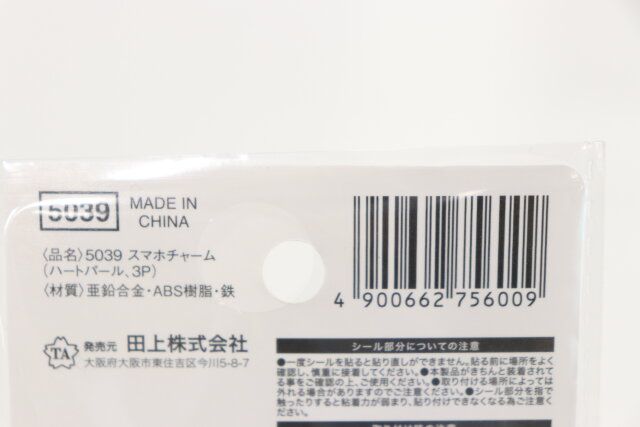 5039
MADE IN
CHINA
〈品名〉5039 スマホチャーム
(ハートパール、3P)
〈材質〉亜鉛合金・ABS樹脂・鉄
4 900662 756009
TA
発売元 田上株式会社
大阪府大阪市東住吉区今川5-8-7
シール部分についての注意
●一度シールを貼ると貼り直しができません。貼る前に場所をよく
確認し、慎重に接着してください。●本製品がきちんと装着されて
る事をご確認の上、ご使用ください。●取り付ける場所によっては
外れる場合がありますのでご注意ください。●シール部分を指で
触ったりすると粘着力が弱まり、貼り付けできなくなる為ご注意く
ださい。